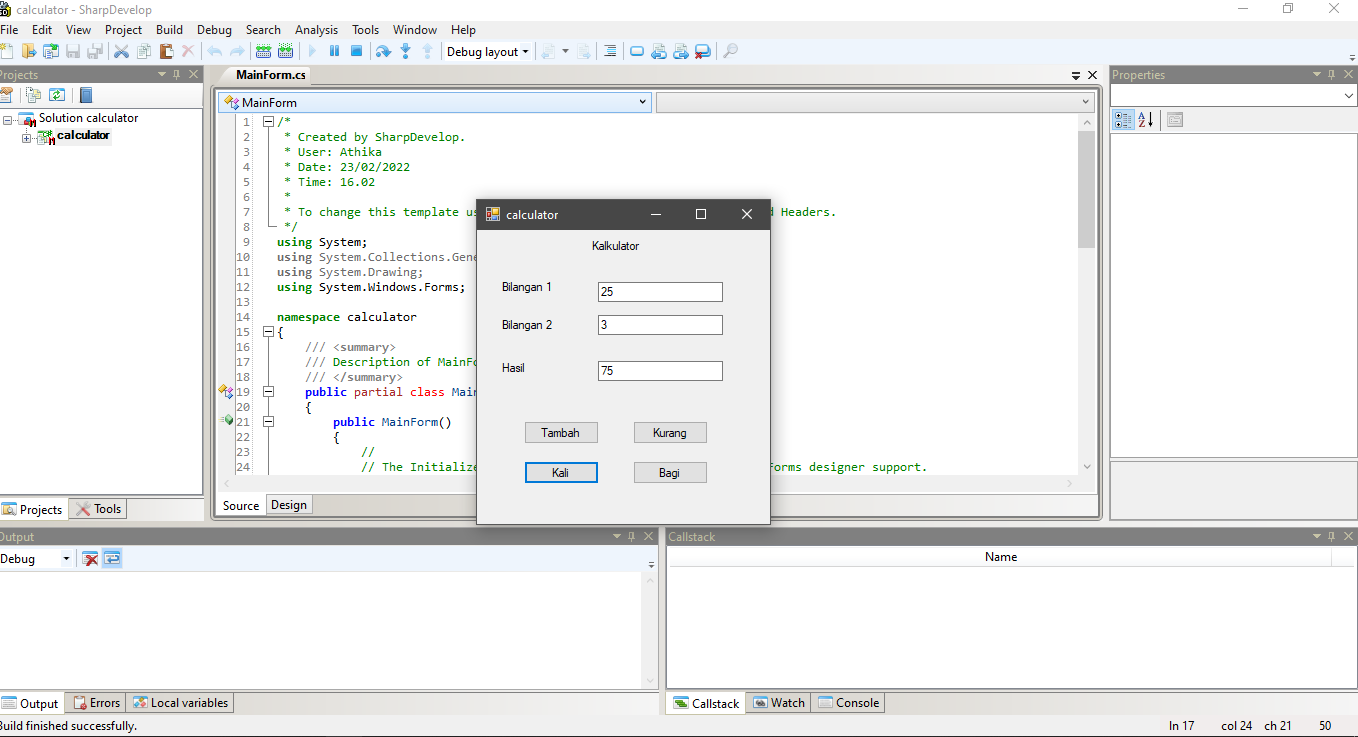 calculator - SharpDevelop
File Edit View Project Build Debug Search Analysis Tools Window Help
Debug layout
Projects
Solution calculator
calculator
Projects Tools
MainForm.cs
MainForm
1 /*
2 * Created by SharpDevelop.
3 * User: Athika
4 * Date: 23/02/2022
5 * Time: 16.02
6 *
7 * To change this template us
Headers.
8 */
9 using System;
10 using System.Collections.Gene
11 using System.Drawing;
12 using System.Windows.Forms;
13
14 namespace calculator
15 {
16 /// <summary>
17 /// Description of MainFo
18 /// </summary>
19 public partial class Main
20 {
21 public MainForm()
22 {
23 //
24 // The Initialize
Forms designer support.
Source Design
calculator
Kalkulator
Bilangan 1 25
Bilangan 2 3
Hasil 75
Tambah Kurang
Kali Bagi
Properties
Output
Debug
Output Errors Local variables
Callstack
Name
Callstack Watch Console
Build finished successfully.
ln 17 col 24 ch 21 50